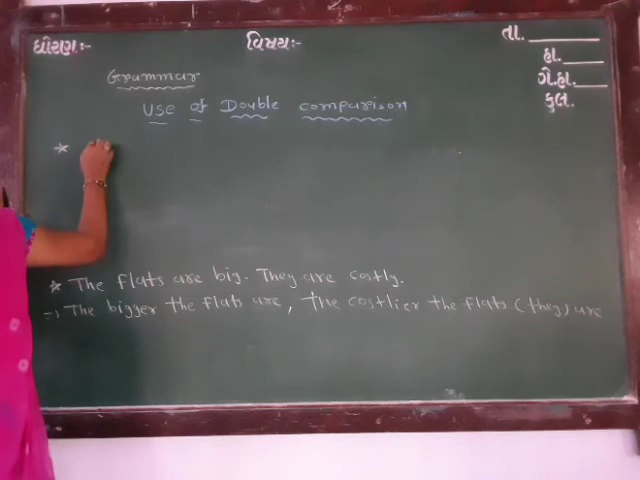 ધોરણ:- વિષય:- તા.
હા.
ગે.હા.
કુલ.
Grammar
Use of Double comparison
*
* The flats are big. They are costly.
=> The bigger the flats are, the costlier the flats (they) are